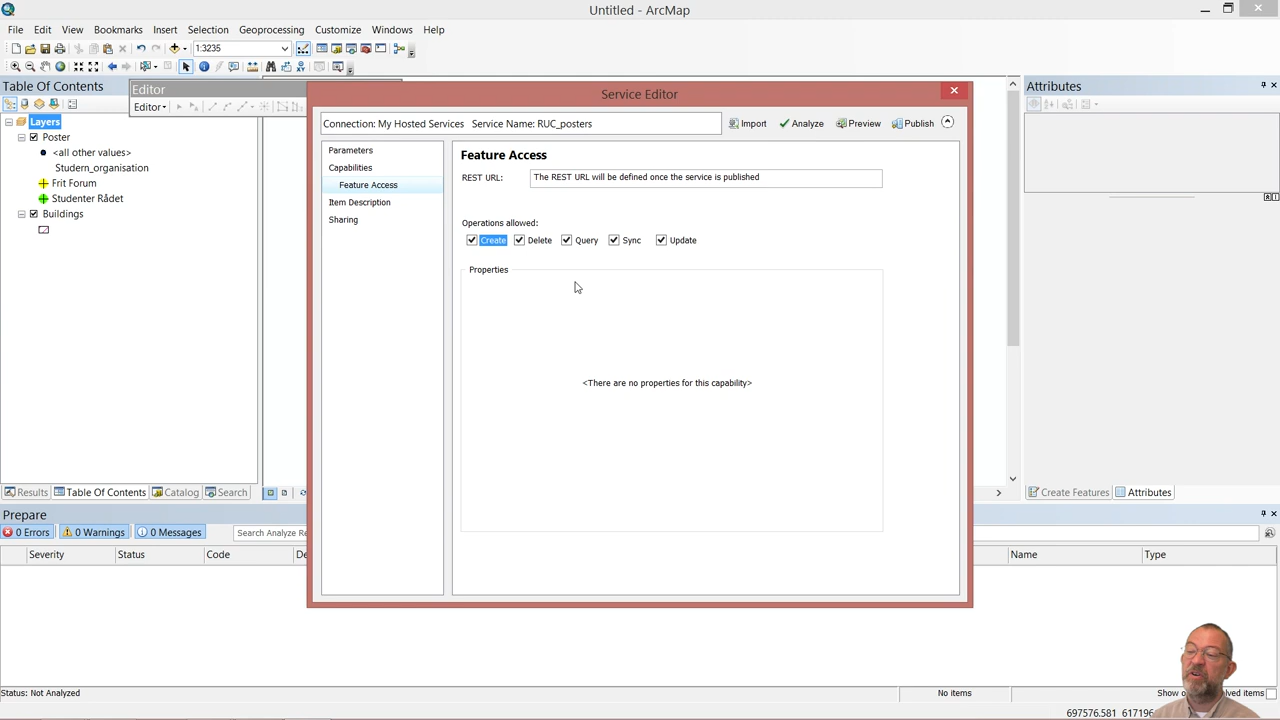 Untitled - ArcMap
File Edit View Bookmarks Insert Selection Geoprocessing Customize Windows Help
1:3235
Table Of Contents
Editor
Editor
Layers
Poster
<all other values>
Studern_organisation
Frit Forum
Studenter Rådet
Buildings
Service Editor
Connection: My Hosted Services Service Name: RUC_posters
Import Analyze Preview Publish
Parameters
Capabilities
Feature Access
Item Description
Sharing
Feature Access
REST URL: The REST URL will be defined once the service is published
Operations allowed:
Create Delete Query Sync Update
Properties
<There are no properties for this capability>
Attributes
Results Table Of Contents Catalog Search
Create Features Attributes
Prepare
0 Errors 0 Warnings 0 Messages Search Analyze Re
Severity Status Code De Name Type
Status: Not Analyzed No items Show o lved items
697576.581 617196